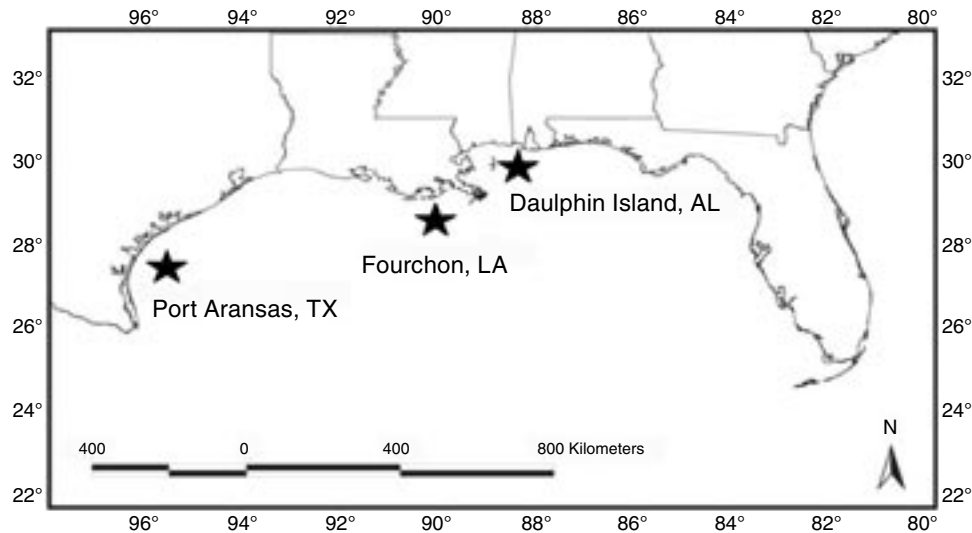 96° 94° 92° 90° 88° 86° 84° 82° 80°
32° 32°
30° 30°
Daulphin Island, AL
28° 28°
Fourchon, LA
Port Aransas, TX
26° 26°
24° 24°
N
400 0 400 800 Kilometers
22° 22°
96° 94° 92° 90° 88° 86° 84° 82° 80°